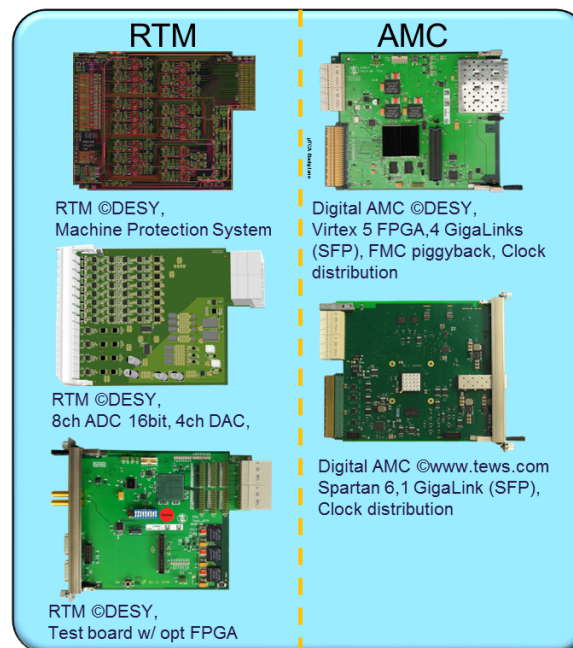 RTM
AMC
RTM ©DESY,
Machine Protection System
RTM ©DESY,
8ch ADC 16bit, 4ch DAC,
RTM ©DESY,
Test board w/ opt FPGA
µTCA Backplane
Digital AMC ©DESY,
Virtex 5 FPGA,4 GigaLinks
(SFP), FMC piggyback, Clock
distribution
Digital AMC ©www.tews.com
Spartan 6,1 GigaLink (SFP),
Clock distribution